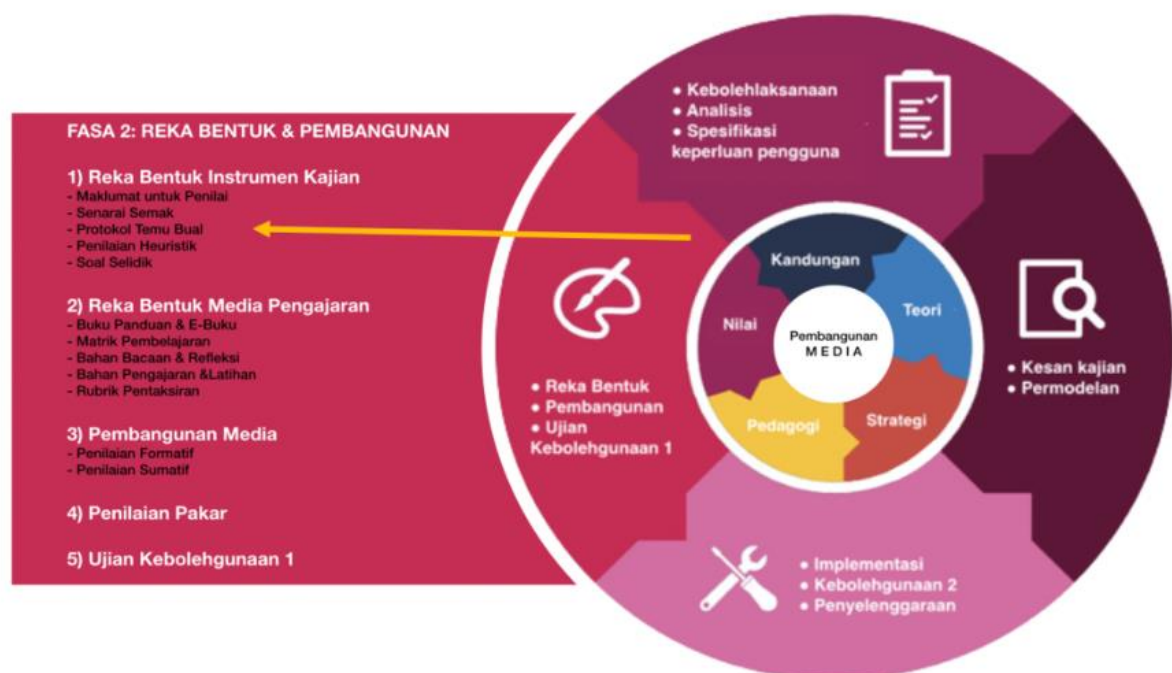 FASA 2: REKA BENTUK & PEMBANGUNAN
1) Reka Bentuk Instrumen Kajian
- Maklumat untuk Penilai
- Senarai Semak
- Protokol Temu Bual
- Penilaian Heuristik
- Soal Selidik
2) Reka Bentuk Media Pengajaran
- Buku Panduan & E-Buku
- Matrik Pembelajaran
- Bahan Bacaan & Refleksi
- Bahan Pengajaran &Latihan
- Rubrik Pentaksiran
3) Pembangunan Media
- Penilaian Formatif
- Penilaian Sumatif
4) Penilaian Pakar
5) Ujian Kebolehgunaan 1
● Kebolehlaksanaan
● Analisis
● Spesifikasi
keperluan pengguna
● Reka Bentuk
● Pembangunan
● Ujian
Kebolehgunaan 1
Kandungan
Nilai
Teori
Pembangunan
MEDIA
Pedagogi
Strategi
● Kesan kajian
● Permodelan
● Implementasi
● Kebolehgunaan 2
● Penyelenggaraan